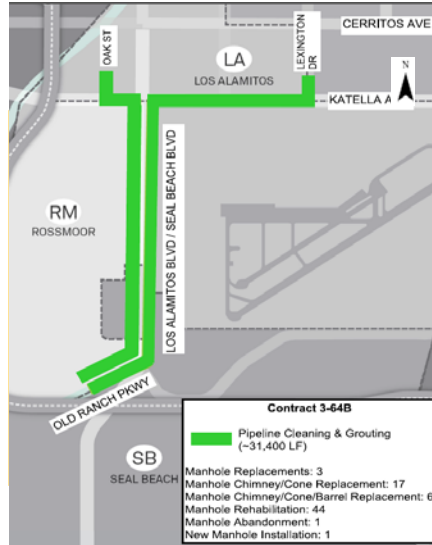 CERRITOS AVE
OAK ST
LEXINGTON
DR
LA
LOS ALAMITOS
N
KATELLA A
RM
ROSSMOOR
LOS ALAMITOS BLVD / SEAL BEACH BLVD
OLD RANCH PKWY
SB
SEAL BEACH
Contract 3-64B
Pipeline Cleaning & Grouting
(~31,400 LF)
Manhole Replacements: 3
Manhole Chimney/Cone Replacement: 17
Manhole Chimney/Cone/Barrel Replacement: 6
Manhole Rehabilitation: 44
Manhole Abandonment: 1
New Manhole Installation: 1